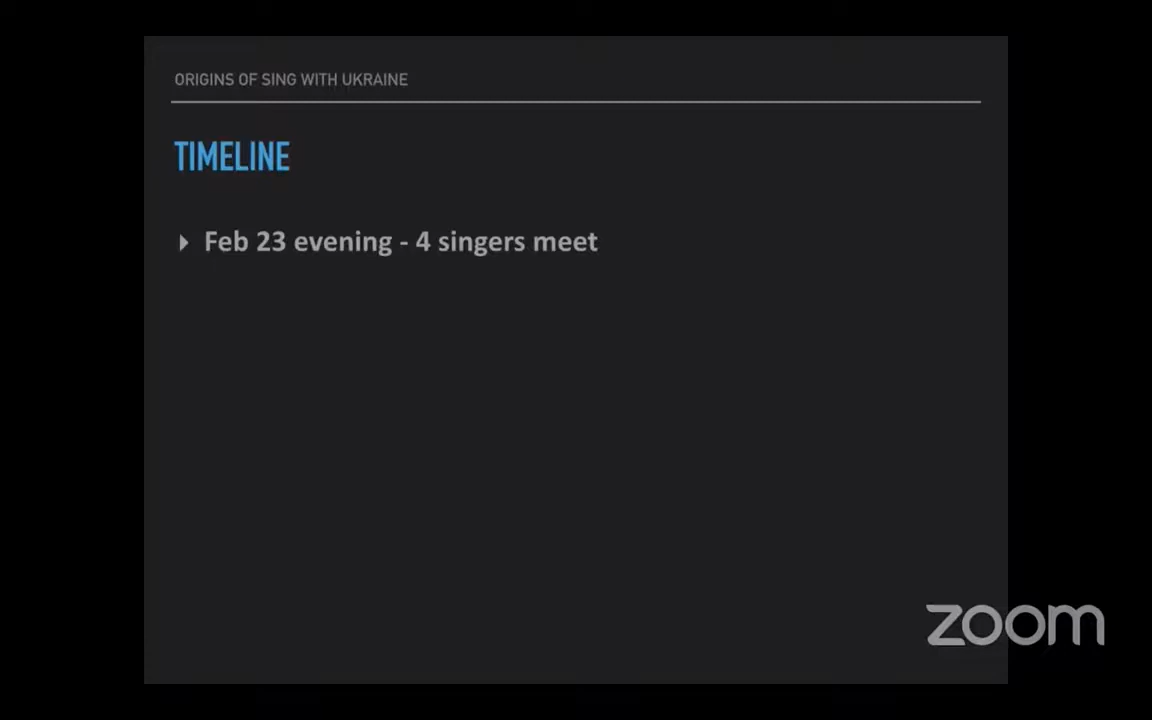 ORIGINS OF SING WITH UKRAINE
TIMELINE
Feb 23 evening - 4 singers meet
zoom